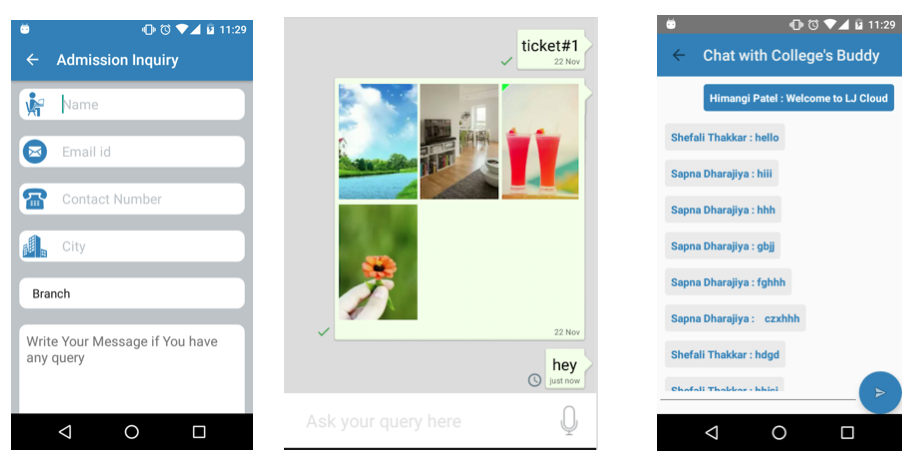 11:29
Admission Inquiry
Name
Email id
Contact Number
City
Branch
Write Your Message if You have
any query
ticket#1
22 Nov
22 Nov
hey
just now
Ask your query here
11:29
Chat with College's Buddy
Himangi Patel : Welcome to LJ Cloud
Shefali Thakkar : hello
Sapna Dharajiya : hiii
Sapna Dharajiya : hhh
Sapna Dharajiya : gbjj
Sapna Dharajiya : fghhh
Sapna Dharajiya : czxhhh
Shefali Thakkar : hdgd
Shefali Thakkar :